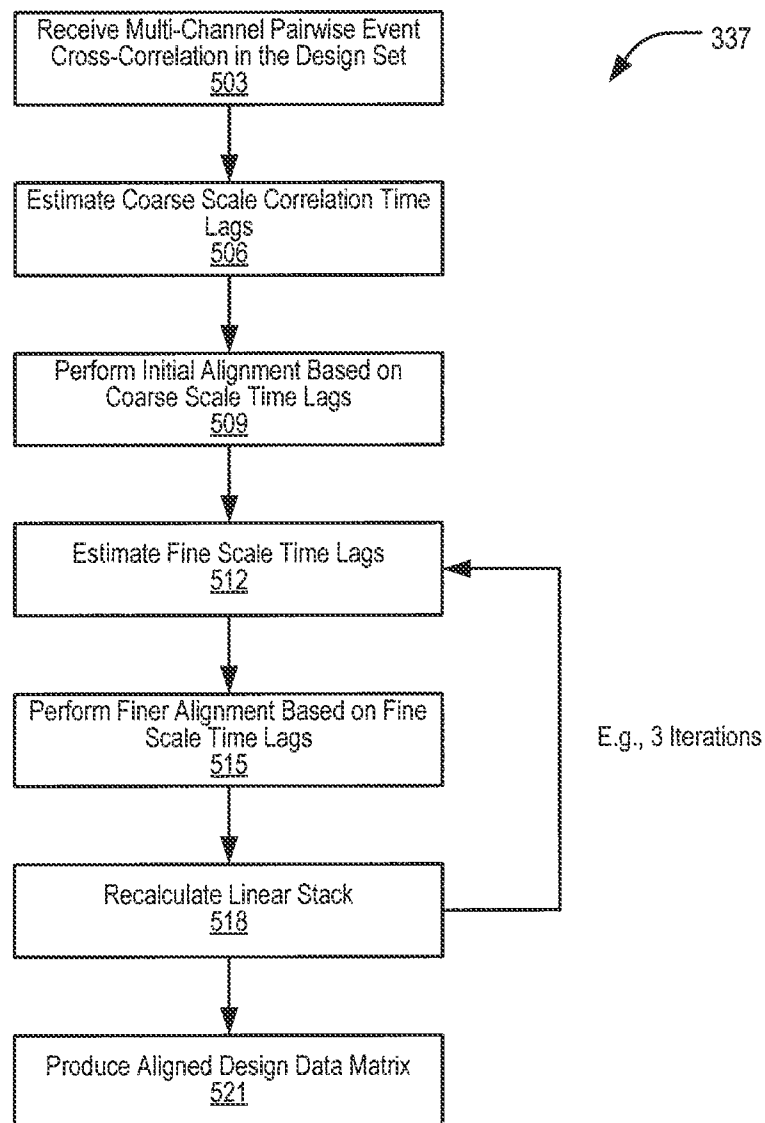 Receive Multi-Channel Pairwise Event
Cross-Correlation in the Design Set
503
337
Estimate Coarse Scale Correlation Time
Lags
506
Perform Initial Alignment Based on
Coarse Scale Time Lags
509
Estimate Fine Scale Time Lags
512
Perform Finer Alignment Based on Fine
Scale Time Lags
515
E.g., 3 Iterations
Recalculate Linear Stack
518
Produce Aligned Design Data Matrix
521